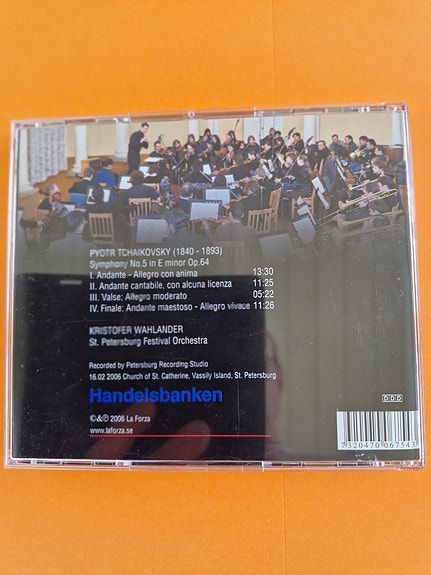 PYOTR TCHAIKOVSKY (1840 - 1893)
Symphony No.5 in E minor Op.64
I. Andante - Allegro con anima 13:30
II. Andante cantabile, con alcuna licenza 11:25
III. Valse; Allegro moderato 05:22
IV. Finale: Andante maestoso - Allegro vivace 11:26
KRISTOFER WAHLANDER
St. Petersburg Festival Orchestra
Recorded by Petersburg Recording Studio
16.02 2006 Church of St. Catherine, Vassily Island, St. Petersburg
Handelsbanken
DDD
©&℗ 2006 La Forza
www.laforza.se
7320470067543